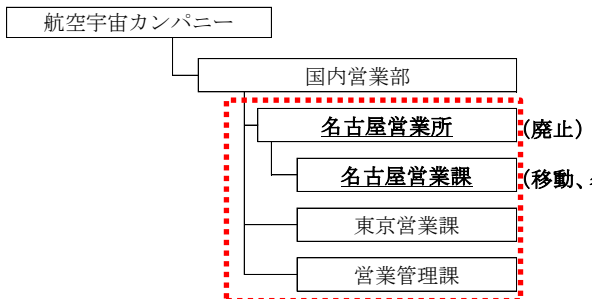 航空宇宙カンパニー
国内営業部
名古屋営業所 (廃止)
名古屋営業課 (移動、
東京営業課
営業管理課